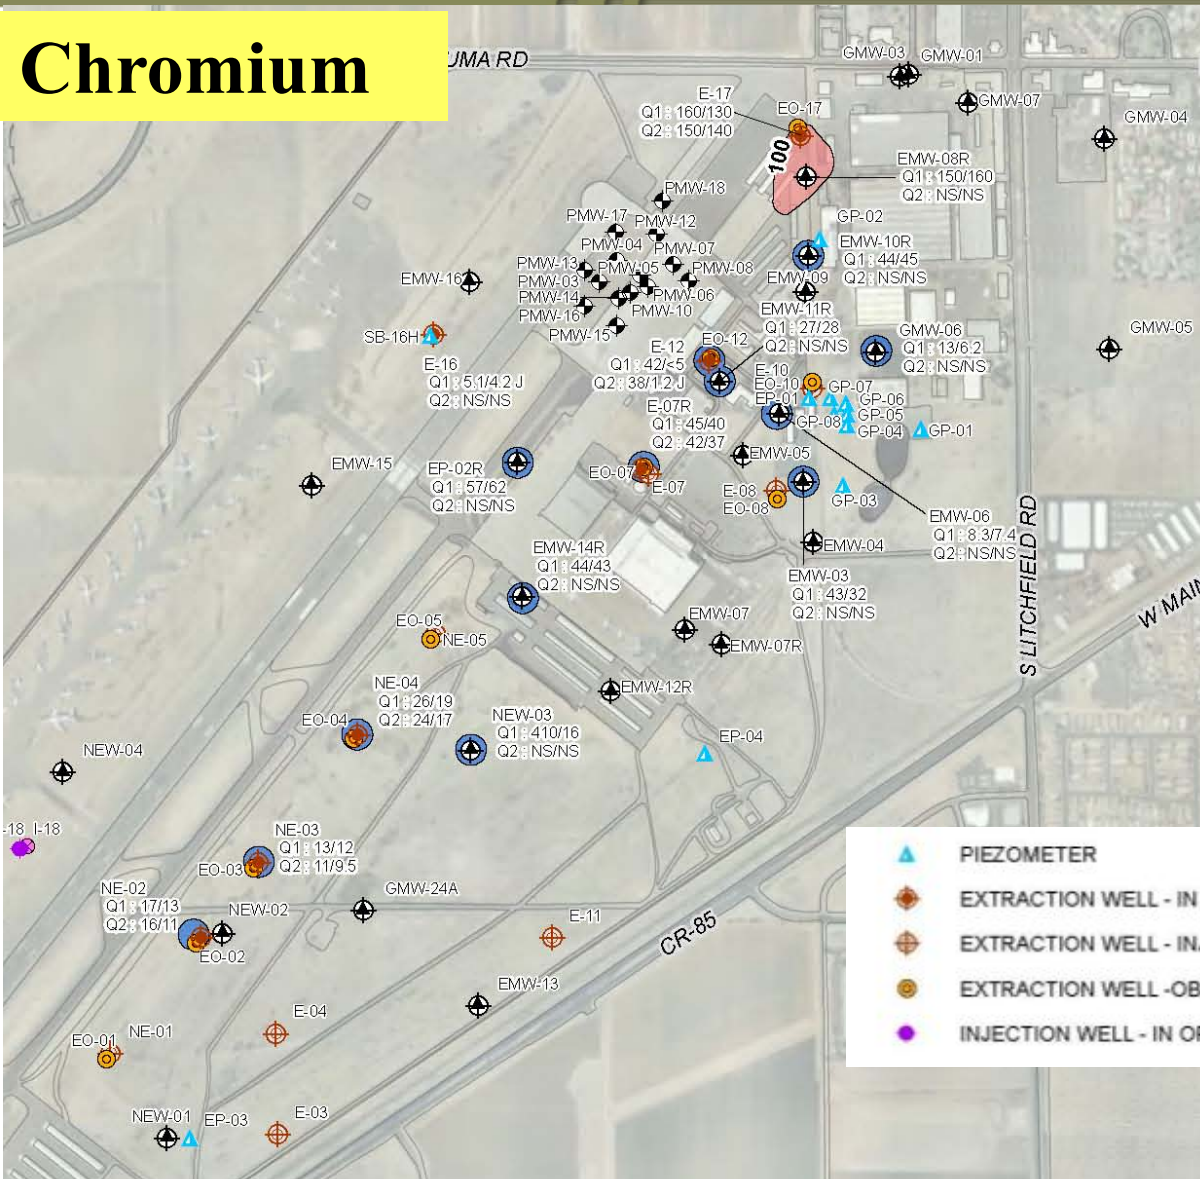 Chromium
UMA RD
GMW-03
GMW-01
GMW-07
GMW-04
E-17
Q1 : 160/130
Q2 : 150/140
EO-17
100
EMW-08R
Q1 : 150/160
Q2 : NS/NS
PMW-18
PMW-17
PMW-12
PMW-04
PMW-07
PMW-13
PMW-05
PMW-08
PMW-03
PMW-14
PMW-06
PMW-16
PMW-10
PMW-15
GP-02
EMW-10R
Q1 : 44/45
Q2 : NS/NS
EMW-09
EMW-16
EMW-11R
Q1 : 27/28
Q2 : NS/NS
GMW-06
Q1 : 13/6.2
Q2 : NS/NS
GMW-05
SB-16H
E-16
Q1 : 5.1/4.2 J
Q2 : NS/NS
EO-12
E-12
Q1 : 42/<5
Q2 : 38/1.2 J
E-10
EO-10
EP-01
GP-07
GP-06
GP-05
GP-04
GP-08
GP-01
E-07R
Q1 : 45/40
Q2 : 42/37
EMW-05
EMW-15
EP-02R
Q1 : 57/62
Q2 : NS/NS
EO-07
E-07
E-08
EO-08
GP-03
EMW-06
Q1 : 8.3/7.4
Q2 : NS/NS
EMW-04
EMW-03
Q1 : 43/32
Q2 : NS/NS
S LITCHFIELD RD
W MAIN
EMW-14R
Q1 : 44/43
Q2 : NS/NS
EO-05
NE-05
EMW-07
EMW-07R
EMW-12R
NE-04
Q1 : 26/19
Q2 : 24/17
EO-04
NEW-03
Q1 : 410/16
Q2 : NS/NS
EP-04
NEW-04
-18 I-18
NE-03
Q1 : 13/12
Q2 : 11/9.5
EO-03
NE-02
Q1 : 17/13
Q2 : 16/11
NEW-02
EO-02
GMW-24A
E-11
CR-85
EMW-13
E-04
EO-01
NE-01
NEW-01
EP-03
E-03
PIEZOMETER
EXTRACTION WELL - IN
EXTRACTION WELL - INA
EXTRACTION WELL -OB
INJECTION WELL - IN OP